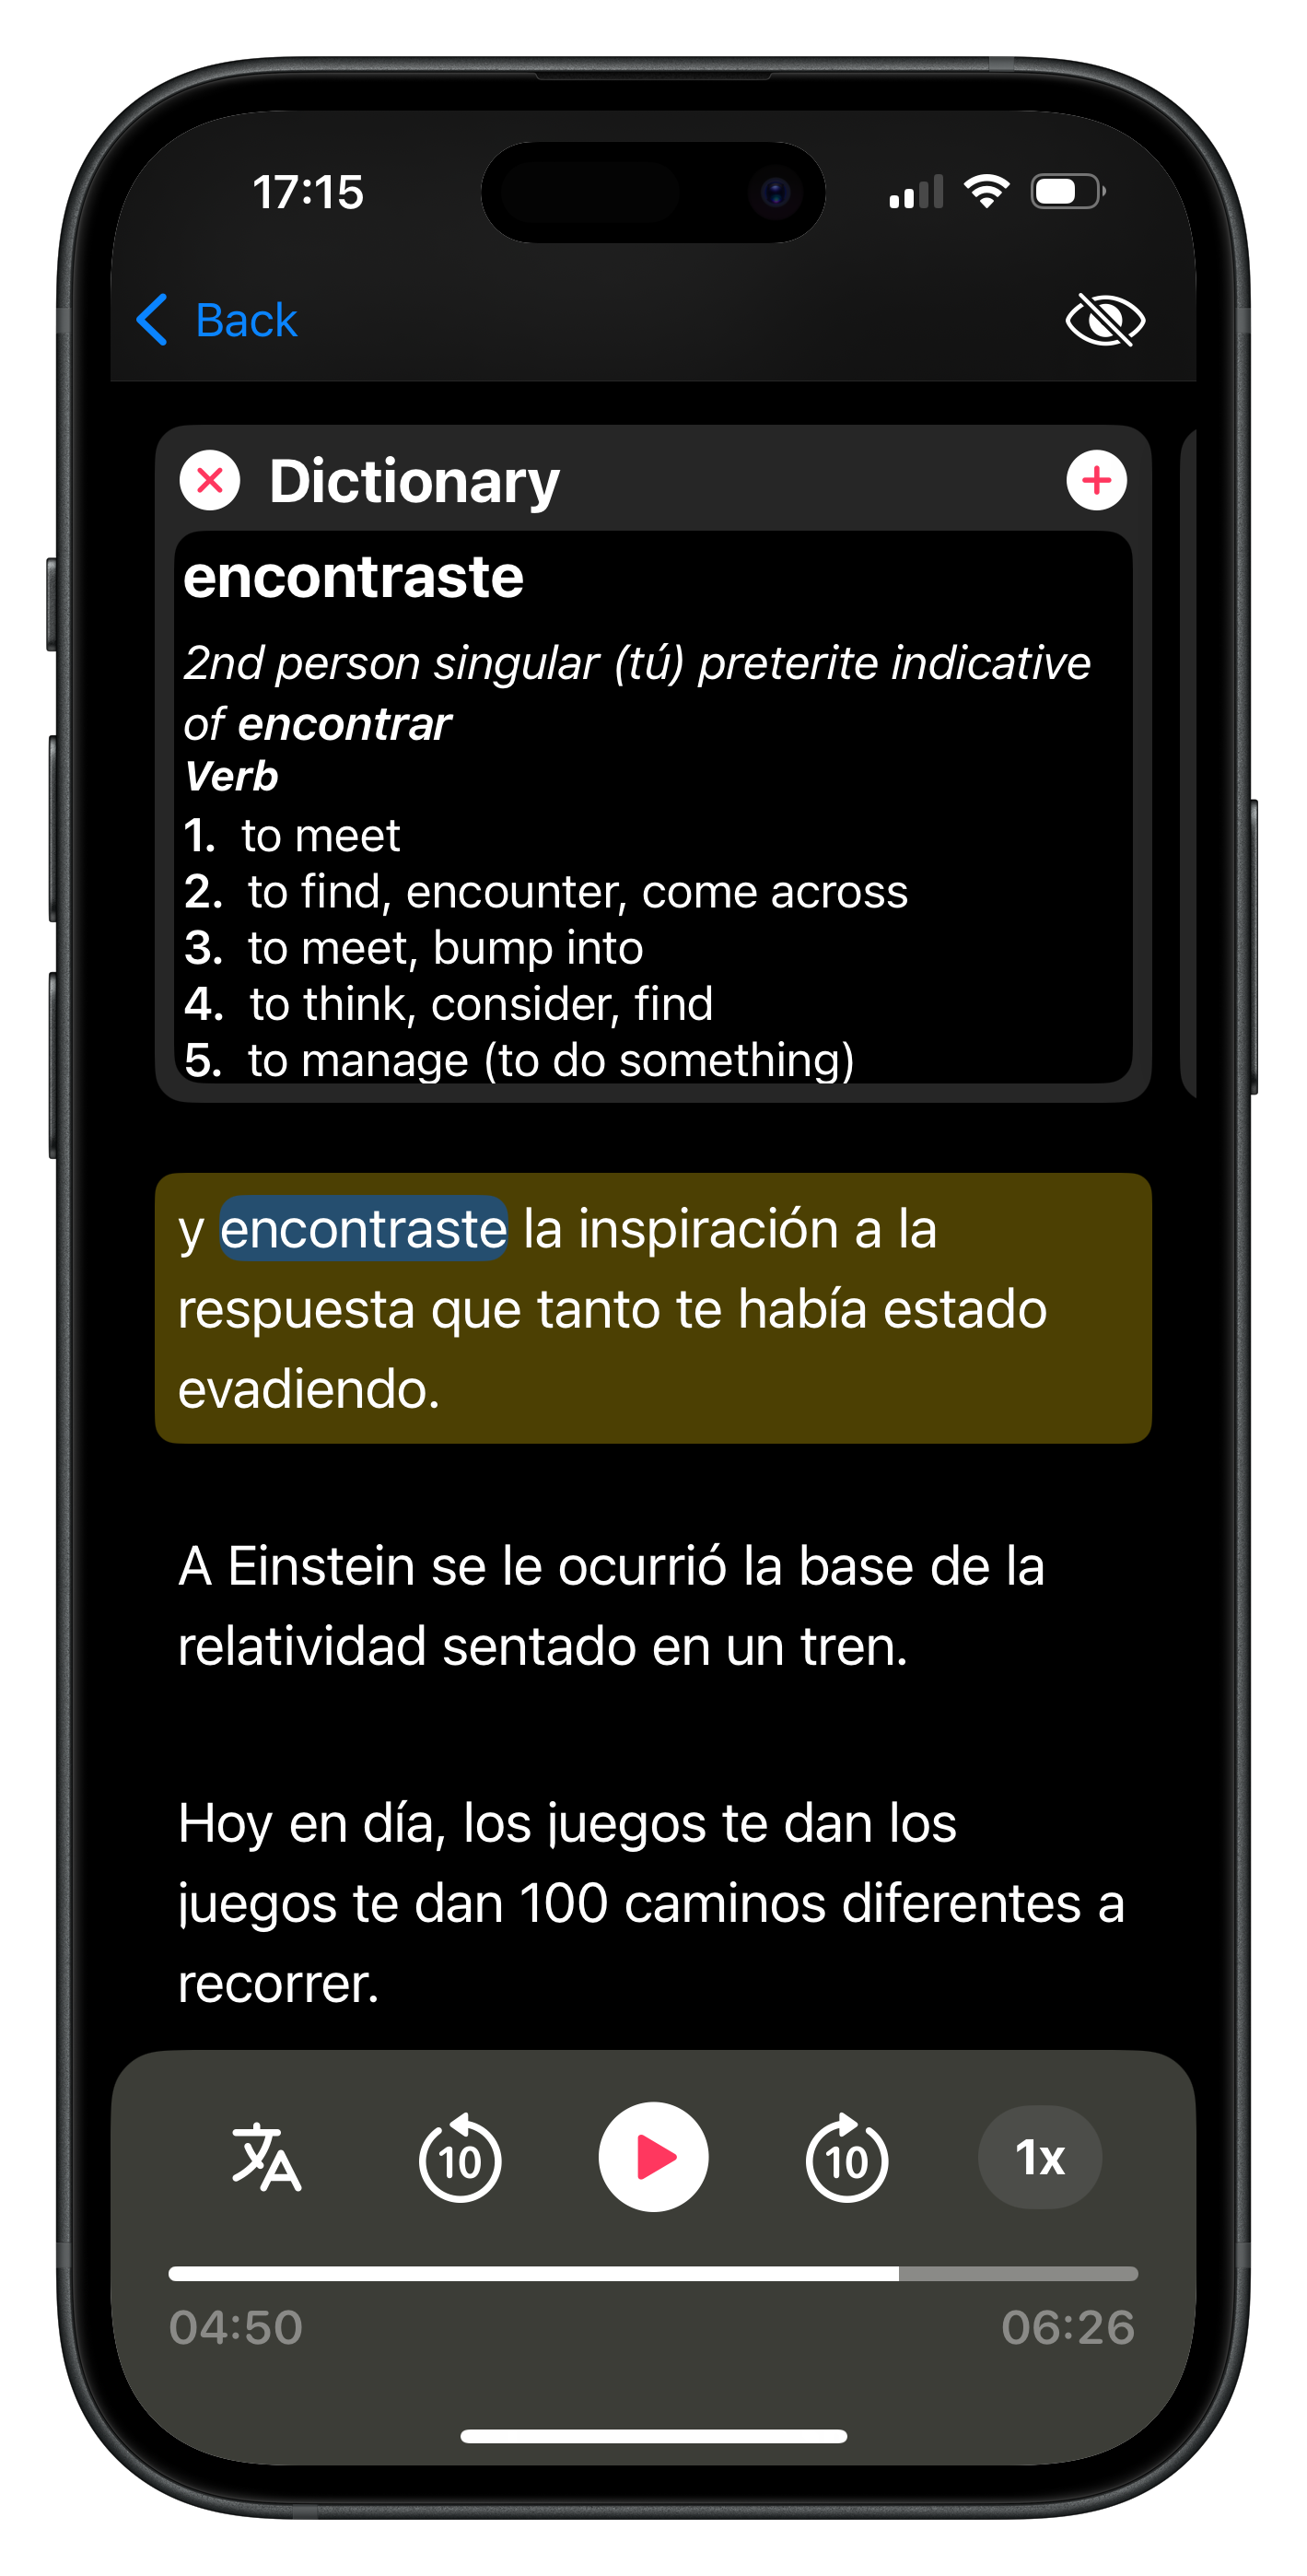 17:15
Back
Dictionary
encontraste
2nd person singular (tú) preterite indicative
of encontrar
Verb
1. to meet
2. to find, encounter, come across
3. to meet, bump into
4. to think, consider, find
5. to manage (to do something)
y encontraste la inspiración a la
respuesta que tanto te había estado
evadiendo.
A Einstein se le ocurrió la base de la
relatividad sentado en un tren.
Hoy en día, los juegos te dan los
juegos te dan 100 caminos diferentes a
recorrer.
10 10 1x
04:50 06:26